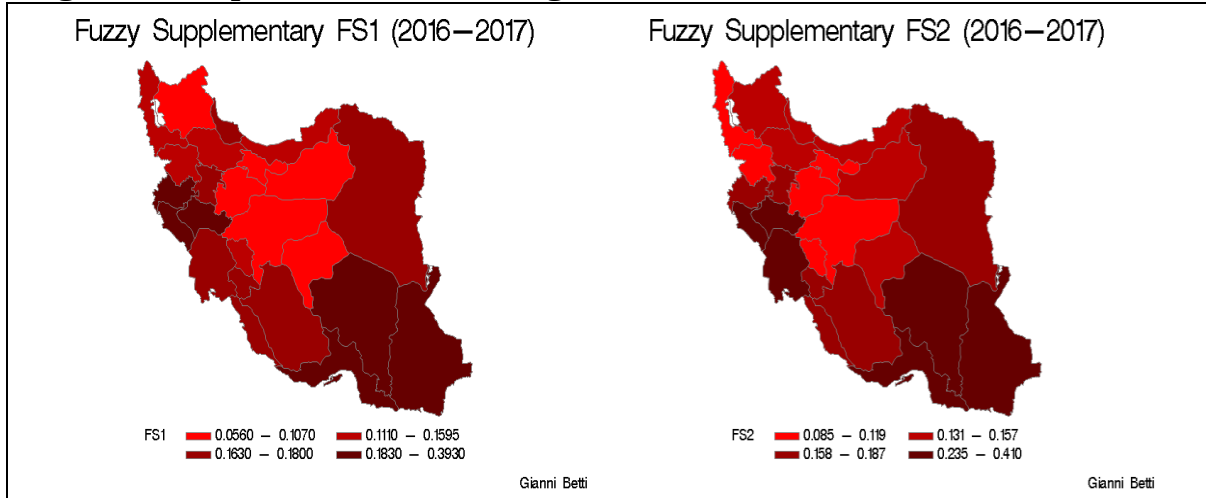 Fuzzy Supplementary FS1 (2016–2017)
FS1
0.0560 – 0.1070
0.1110 – 0.1595
0.1630 – 0.1800
0.1830 – 0.3930
Gianni Betti
Fuzzy Supplementary FS2 (2016–2017)
FS2
0.085 – 0.119
0.131 – 0.157
0.158 – 0.187
0.235 – 0.410
Gianni Betti